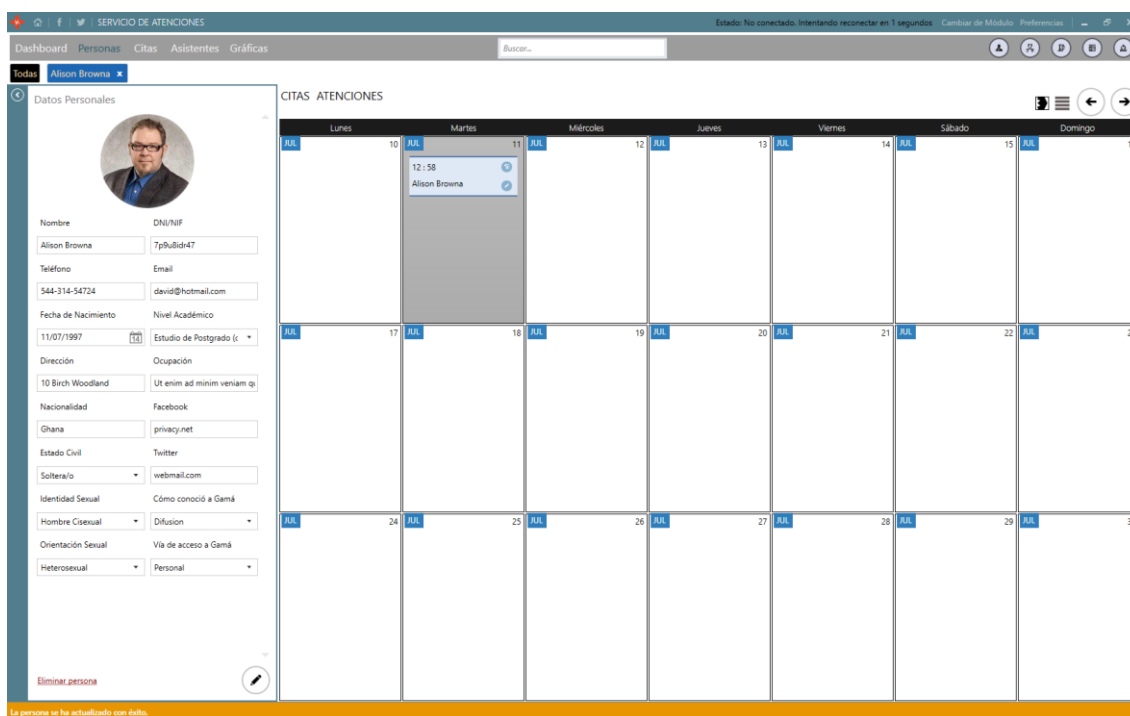 SERVICIO DE ATENCIONES
Estado: No conectado. Intentando reconectar en 1 segundos Cambiar de Módulo Preferencias
Dashboard Personas Citas Asistentes Gráficas
Buscar...
Todas Alison Browna ×
Datos Personales
CITAS ATENCIONES
Lunes Martes Miércoles Jueves Viernes Sábado Domingo
JUL 10 JUL 11 JUL 12 JUL 13 JUL 14 JUL 15 JUL
12 : 58
Alison Browna
Nombre DNI/NIF
Alison Browna 7p9u8idr47
Teléfono Email
544-314-54724 david@hotmail.com
Fecha de Nacimiento Nivel Académico
11/07/1997 14 Estudio de Postgrado (c
JUL 17 JUL 18 JUL 19 JUL 20 JUL 21 JUL 22 JUL
Dirección Ocupación
10 Birch Woodland Ut enim ad minim veniam qu
Nacionalidad Facebook
Ghana privacy.net
Estado Civil Twitter
Soltera/o webmail.com
Identidad Sexual Cómo conoció a Gamá
Hombre Cisexual Difusion
JUL 24 JUL 25 JUL 26 JUL 27 JUL 28 JUL 29 JUL
Orientación Sexual Vía de acceso a Gamá
Heterosexual Personal
Eliminar persona
La persona se ha actualizado con éxito.